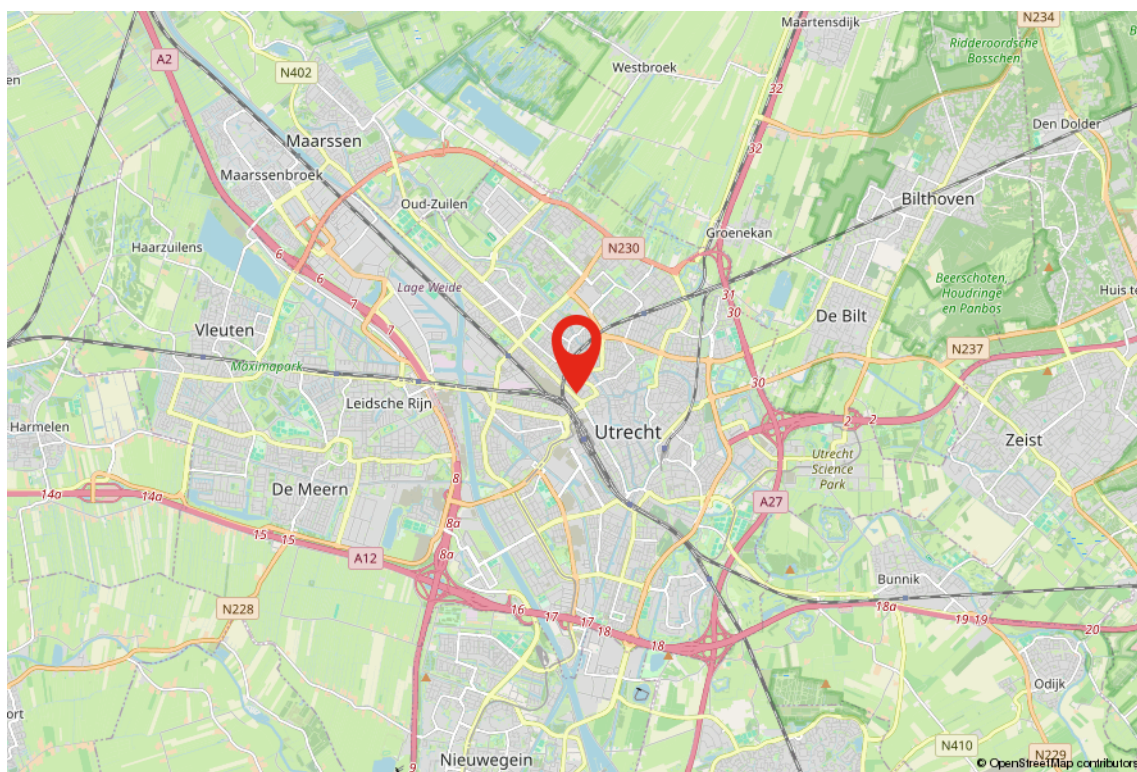 Maartensdijk
N234
Ridderoordsche
Bosschen
A2
N402
Westbroek
32
Den Dolder
Maarssen
32
Maarssenbroek
Bilthoven
Oud-Zuilen
Groenekan
Haarzuilens
N230
6
6
Lage Weide
Beerschoten,
Houdringe
en Panbos
Huis te
31
7
7
De Bilt
Vleuten
N237
Máximapark
30
30
Leidsche Rijn
2
2
Harmelen
Utrecht
Zeist
Utrecht
Science
Park
8
De Meern
14a
14a
A27
8a
15
15
8a
A12
Bunnik
16
17
17
18
18
18a
19
19
20
N228
Odijk
ort
N410
N229
Nieuwegein
9
© OpenStreetMap contributors